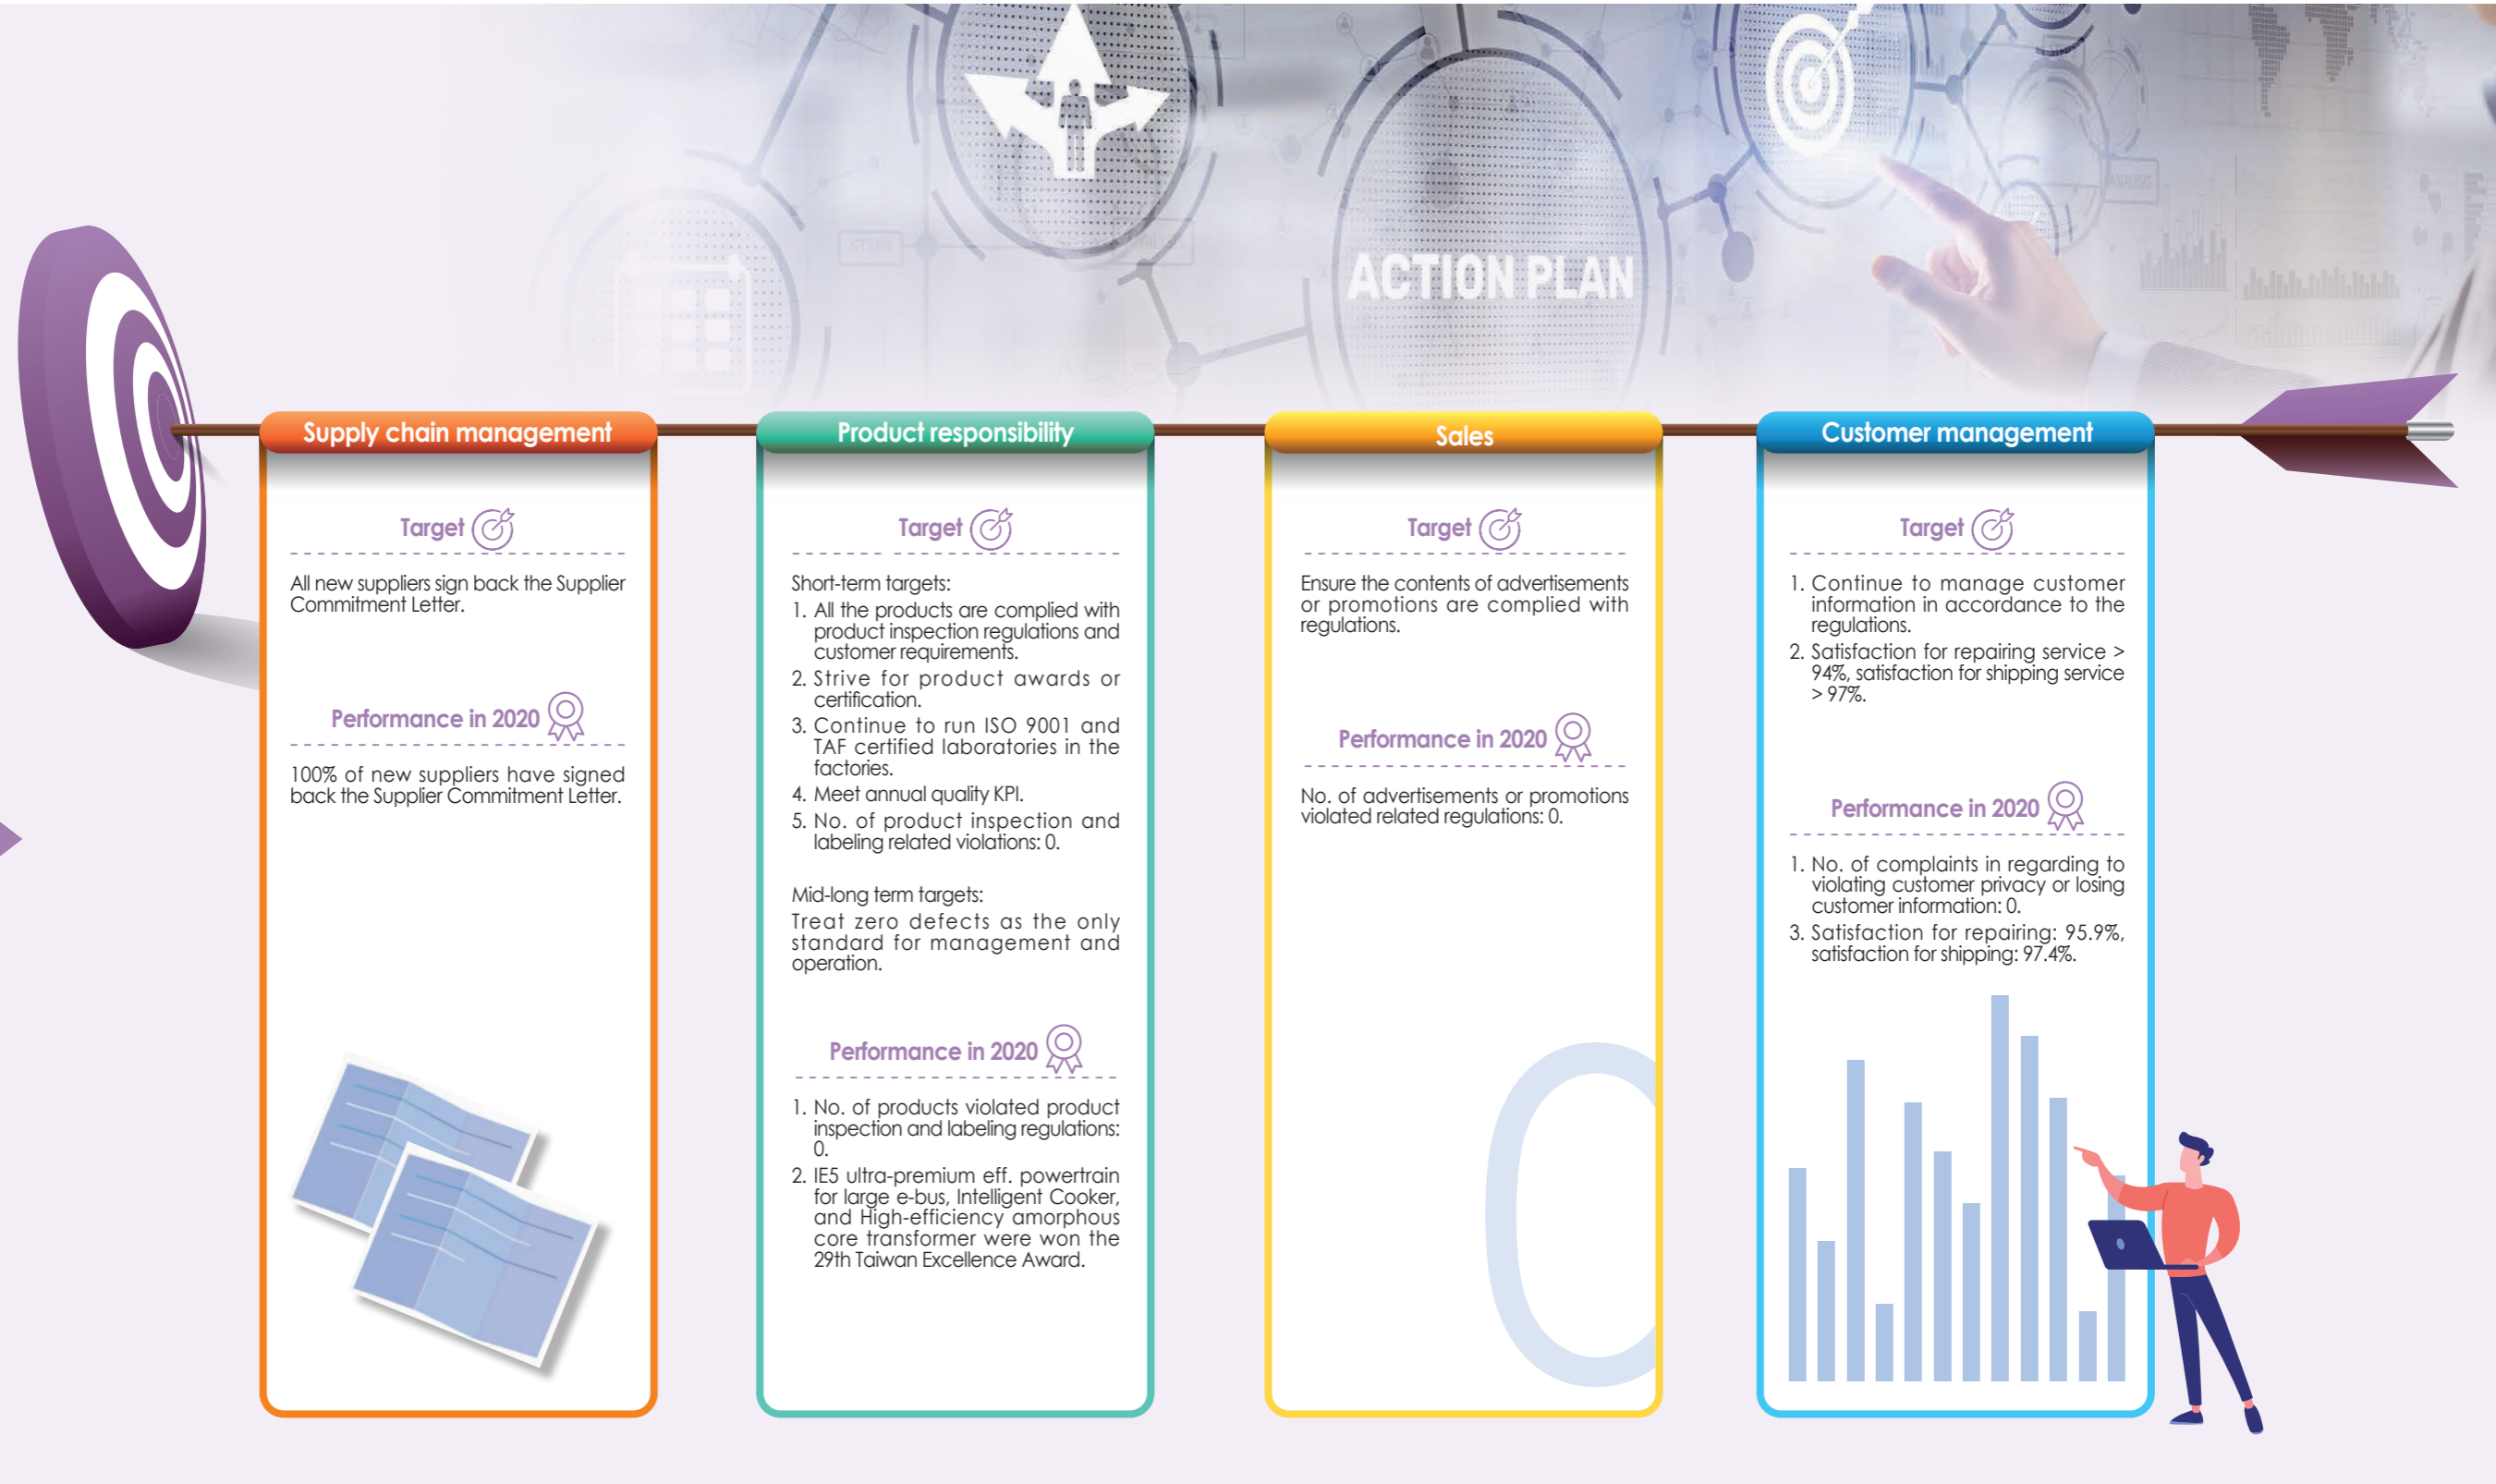 ACTION PLAN
STEPS
ANALYSIS
Supply chain management
Target
All new suppliers sign back the Supplier
Commitment Letter.
Performance in 2020
100% of new suppliers have signed
back the Supplier Commitment Letter.
Product responsibility
Target
Short-term targets:
1. All the products are complied with
product inspection regulations and
customer requirements.
2. Strive for product awards or
certification.
3. Continue to run ISO 9001 and
TAF certified laboratories in the
factories.
4. Meet annual quality KPI.
5. No. of product inspection and
labeling related violations: 0.
Mid-long term targets:
Treat zero defects as the only
standard for management and
operation.
Performance in 2020
1. No. of products violated product
inspection and labeling regulations:
0.
2. IE5 ultra-premium eff. powertrain
for large e-bus, Intelligent Cooker,
and High-efficiency amorphous
core transformer were won the
29th Taiwan Excellence Award.
Sales
Target
Ensure the contents of advertisements
or promotions are complied with
regulations.
Performance in 2020
No. of advertisements or promotions
violated related regulations: 0.
Customer management
Target
1. Continue to manage customer
information in accordance to the
regulations.
2. Satisfaction for repairing service >
94%, satisfaction for shipping service
> 97%.
Performance in 2020
1. No. of complaints in regarding to
violating customer privacy or losing
customer information: 0.
3. Satisfaction for repairing: 95.9%,
satisfaction for shipping: 97.4%.